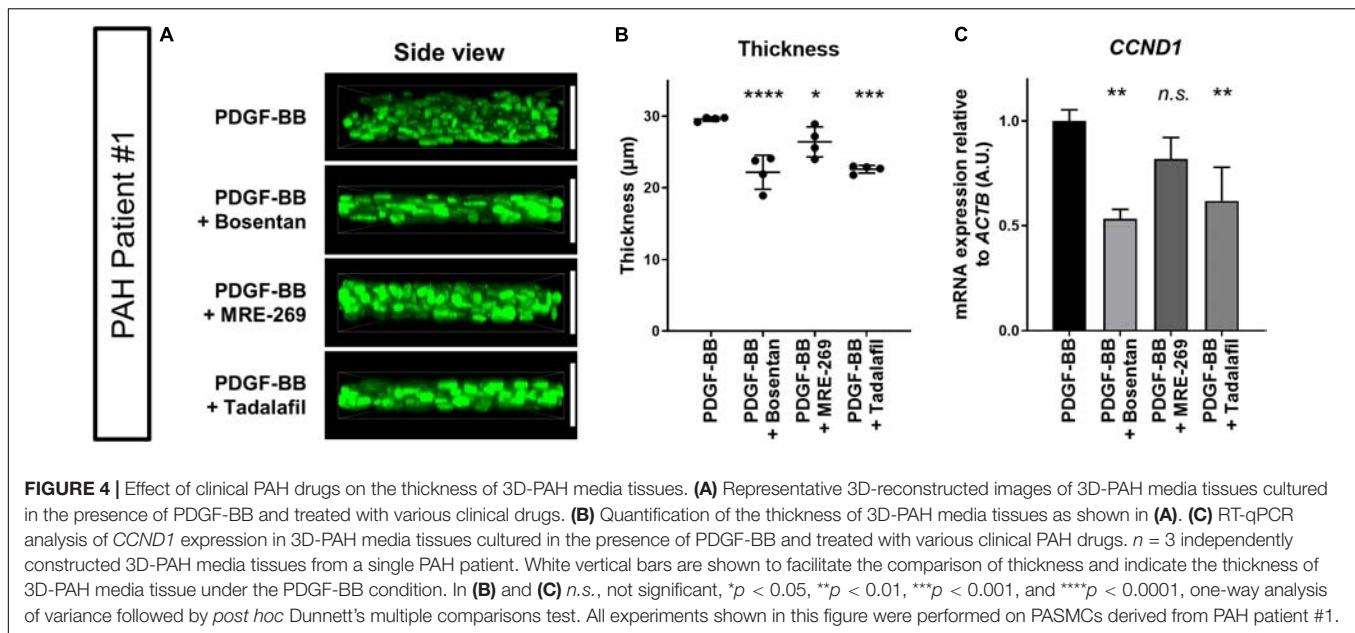 PAH Patient #1
A
Side view
PDGF-BB
PDGF-BB
+ Bosentan
PDGF-BB
+ MRE-269
PDGF-BB
+ Tadalafil
B
Thickness
**** * ***
Thickness (µm)
30
20
10
0
PDGF-BB
PDGF-BB
+ Bosentan
PDGF-BB
+ MRE-269
PDGF-BB
+ Tadalafil
C
CCND1
** n.s. **
mRNA expression relative
to ACTB (A.U.)
1.0
0.5
0.0
PDGF-BB
PDGF-BB
+ Bosentan
PDGF-BB
+ MRE-269
PDGF-BB
+ Tadalafil
FIGURE 4 | Effect of clinical PAH drugs on the thickness of 3D-PAH media tissues. (A) Representative 3D-reconstructed images of 3D-PAH media tissues cultured
in the presence of PDGF-BB and treated with various clinical drugs. (B) Quantification of the thickness of 3D-PAH media tissues as shown in (A). (C) RT-qPCR
analysis of CCND1 expression in 3D-PAH media tissues cultured in the presence of PDGF-BB and treated with various clinical PAH drugs. n = 3 independently
constructed 3D-PAH media tissues from a single PAH patient. White vertical bars are shown to facilitate the comparison of thickness and indicate the thickness of
3D-PAH media tissue under the PDGF-BB condition. In (B) and (C) n.s., not significant, *p < 0.05, **p < 0.01, ***p < 0.001, and ****p < 0.0001, one-way analysis
of variance followed by post hoc Dunnett's multiple comparisons test. All experiments shown in this figure were performed on PASMCs derived from PAH patient #1.